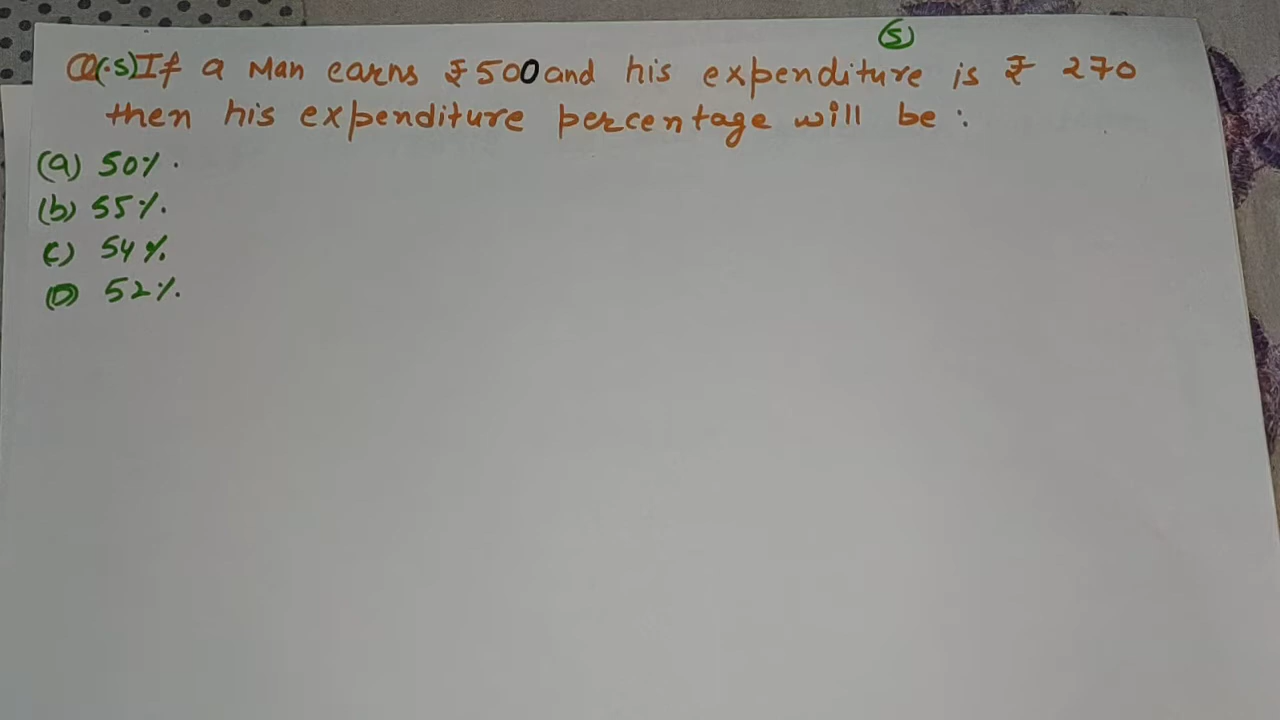 (5)
Q(.5) If a Man earns ₹ 500 and his expenditure is ₹ 270
then his expenditure percentage will be :
(a) 50%.
(b) 55%.
(c) 54%.
(D) 52%.